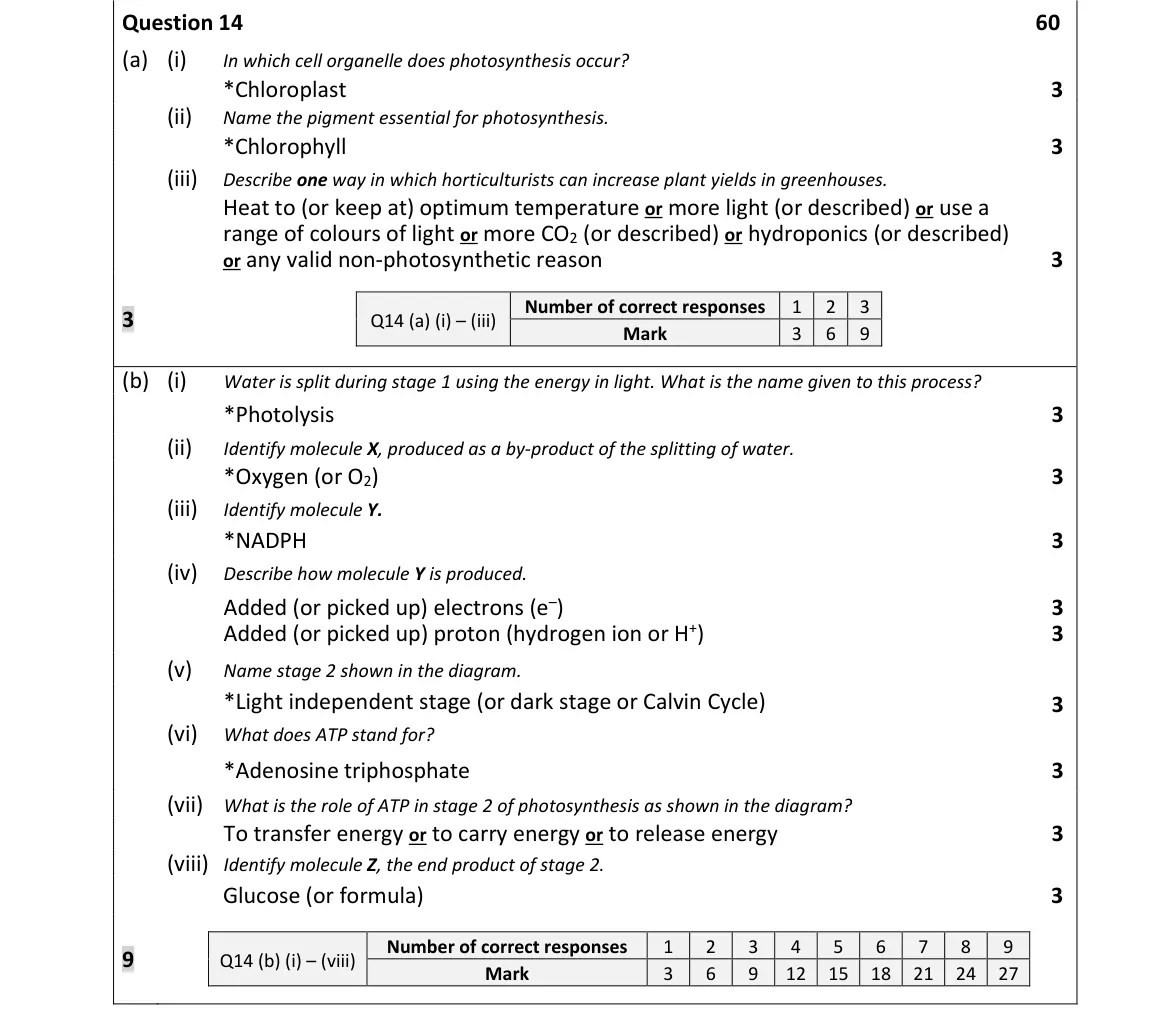 Question 14 60
(a) (i) In which cell organelle does photosynthesis occur?
*Chloroplast 3
(ii) Name the pigment essential for photosynthesis.
*Chlorophyll 3
(iii) Describe one way in which horticulturists can increase plant yields in greenhouses.
Heat to (or keep at) optimum temperature or more light (or described) or use a
range of colours of light or more CO₂ (or described) or hydroponics (or described)
or any valid non-photosynthetic reason 3
3 Q14 (a) (i) – (iii) Number of correct responses 1 2 3
Mark 3 6 9
(b) (i) Water is split during stage 1 using the energy in light. What is the name given to this process?
*Photolysis 3
(ii) Identify molecule X, produced as a by-product of the splitting of water.
*Oxygen (or O₂) 3
(iii) Identify molecule Y.
*NADPH 3
(iv) Describe how molecule Y is produced.
Added (or picked up) electrons (e⁻) 3
Added (or picked up) proton (hydrogen ion or H⁺) 3
(v) Name stage 2 shown in the diagram.
*Light independent stage (or dark stage or Calvin Cycle) 3
(vi) What does ATP stand for?
*Adenosine triphosphate 3
(vii) What is the role of ATP in stage 2 of photosynthesis as shown in the diagram?
To transfer energy or to carry energy or to release energy 3
(viii) Identify molecule Z, the end product of stage 2.
Glucose (or formula) 3
9 Q14 (b) (i) – (viii) Number of correct responses 1 2 3 4 5 6 7 8 9
Mark 3 6 9 12 15 18 21 24 27